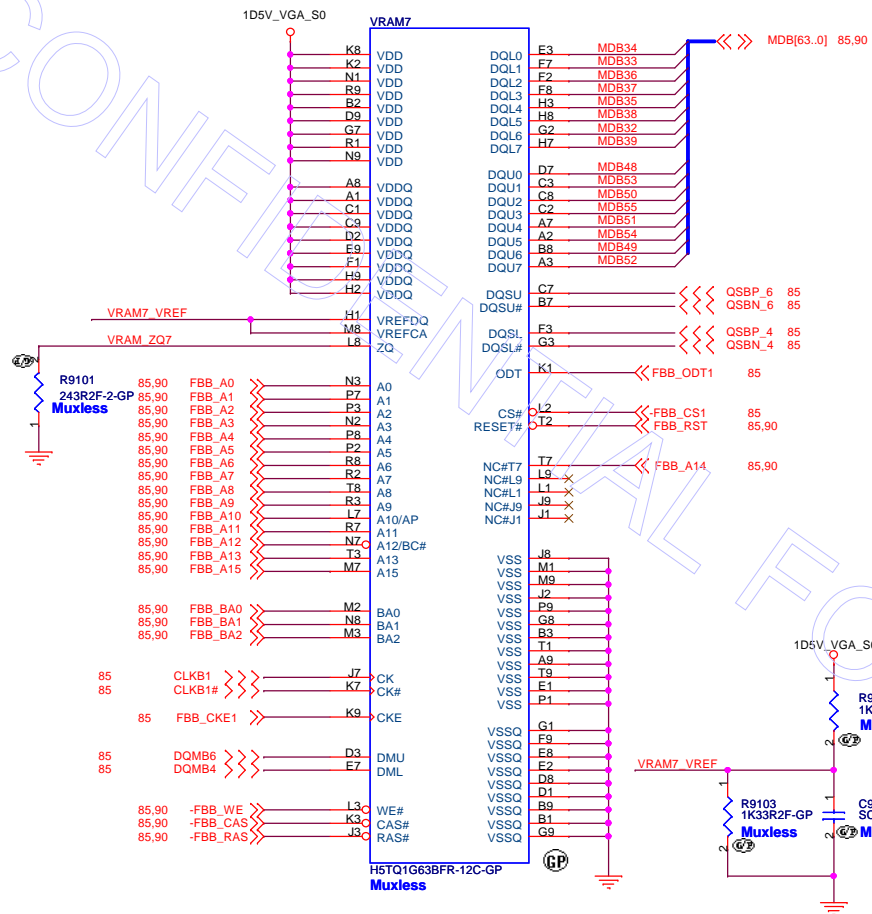 1D5V_VGA_S0
VRAM7
K8 VDD
K2 VDD
N1 VDD
R9 VDD
B2 VDD
D9 VDD
G7 VDD
R1 VDD
N9 VDD
A8 VDDQ
A1 VDDQ
C1 VDDQ
C9 VDDQ
D2 VDDQ
E9 VDDQ
F1 VDDQ
H9 VDDQ
H2 VDDQ
VRAM7_VREF H1 VREFDQ
M8 VREFCA
VRAM_ZQ7 L8 ZQ
G/P
2
R9101
243R2F-2-GP
Muxless
1
85,90 FBB_A0 N3 A0
85,90 FBB_A1 P7 A1
85,90 FBB_A2 P3 A2
85,90 FBB_A3 N2 A3
85,90 FBB_A4 P8 A4
85,90 FBB_A5 P2 A5
85,90 FBB_A6 R8 A6
85,90 FBB_A7 R2 A7
85,90 FBB_A8 T8 A8
85,90 FBB_A9 R3 A9
85,90 FBB_A10 L7 A10/AP
85,90 FBB_A11 R7 A11
85,90 FBB_A12 N7 A12/BC#
85,90 FBB_A13 T3 A13
85,90 FBB_A15 M7 A15
85,90 FBB_BA0 M2 BA0
85,90 FBB_BA1 N8 BA1
85,90 FBB_BA2 M3 BA2
85 CLKB1 J7 CK
85 CLKB1# K7 CK#
85 FBB_CKE1 K9 CKE
85 DQMB6 D3 DMU
85 DQMB4 E7 DML
85,90 -FBB_WE L3 WE#
85,90 -FBB_CAS K3 CAS#
85,90 -FBB_RAS J3 RAS#
DQL0 E3 MDB34
DQL1 F7 MDB33
DQL2 F2 MDB36
DQL3 F8 MDB37
DQL4 H3 MDB35
DQL5 H8 MDB38
DQL6 G2 MDB32
DQL7 H7 MDB39
MDB[63..0] 85,90
DQU0 D7 MDB48
DQU1 C3 MDB53
DQU2 C8 MDB50
DQU3 C2 MDB55
DQU4 A7 MDB51
DQU5 A2 MDB54
DQU6 B8 MDB49
DQU7 A3 MDB52
DQSU C7 QSBP_6 85
DQSU# B7 QSBN_6 85
DQSL F3 QSBP_4 85
DQSL# G3 QSBN_4 85
ODT K1 FBB_ODT1 85
CS# L2 -FBB_CS1 85
RESET# T2 FBB_RST 85,90
NC#T7 T7 FBB_A14 85,90
NC#L9 L9
NC#L1 L1
NC#J9 J9
NC#J1 J1
VSS J8
VSS M1
VSS M9
VSS J2
VSS P9
VSS G8
VSS B3
VSS T1
VSS A9
VSS T9
VSS E1
VSS P1
VSSQ G1
VSSQ F9
VSSQ E8
VSSQ E2
VSSQ D8
VSSQ D1
VSSQ B9
VSSQ B1
VSSQ G9
H5TQ1G63BFR-12C-GP
Muxless
GP
1D5V_VGA_S0
1
R9
1K
M
2
G/P
VRAM7_VREF
1
R9103
1K33R2F-GP
Muxless
2
G/P
1
C9
SC
M
2
G/P
CONFIDENTIAL FO